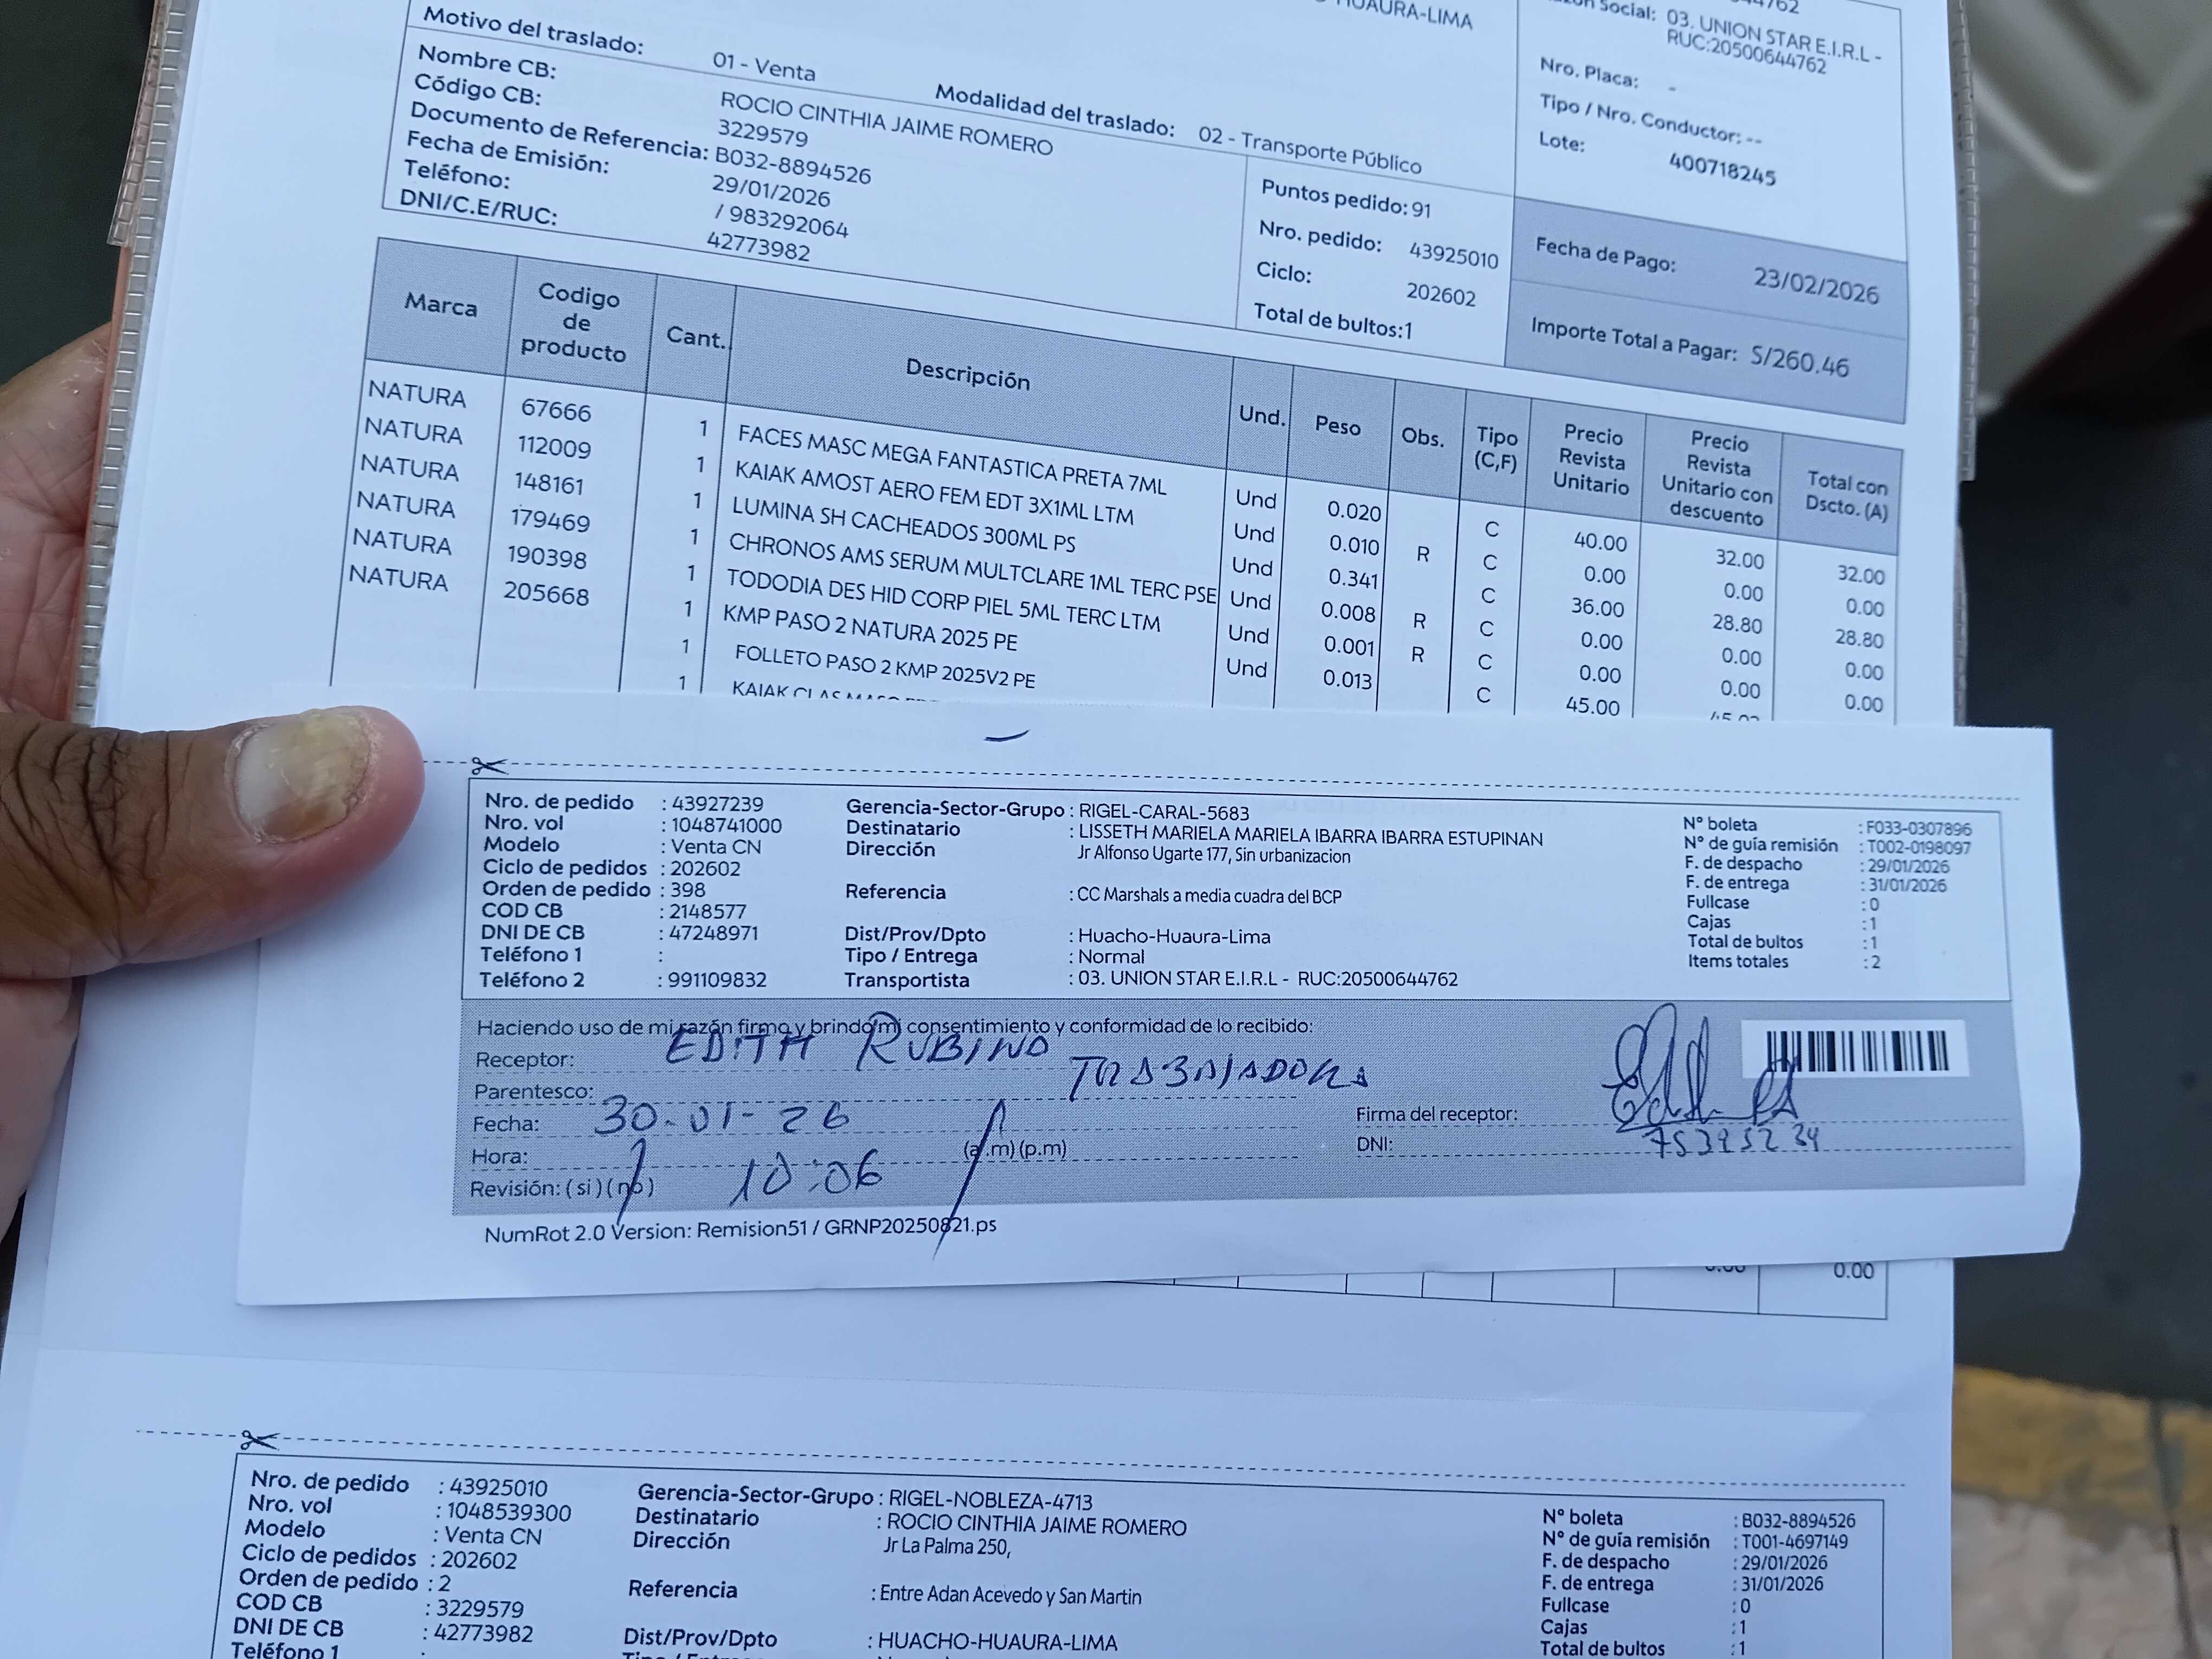 HUAURA-LIMA
Social: 03. UNION STAR E.I.R.L -
RUC:20500644762
Motivo del traslado: 01 - Venta Modalidad del traslado: 02 - Transporte Público
Nro. Placa: -
Tipo / Nro. Conductor: --
Lote: 400718245
Nombre CB: ROCIO CINTHIA JAIME ROMERO
Código CB: 3229579
Documento de Referencia: B032-8894526
Fecha de Emisión: 29/01/2026
Teléfono: / 983292064
DNI/C.E/RUC: 42773982
Puntos pedido: 91
Nro. pedido: 43925010
Ciclo: 202602
Total de bultos:1
Fecha de Pago: 23/02/2026
Importe Total a Pagar: S/260.46
Marca Codigo de producto Cant. Descripción Und. Peso Obs. Tipo (C,F) Precio Revista Unitario Precio Revista Unitario con descuento Total con Dscto. (A)
NATURA 67666 1 FACES MASC MEGA FANTASTICA PRETA 7ML Und 0.020 C 40.00 32.00 32.00
NATURA 112009 1 KAIAK AMOST AERO FEM EDT 3X1ML LTM Und 0.010 R C 0.00 0.00 0.00
NATURA 148161 1 LUMINA SH CACHEADOS 300ML PS Und 0.341 C 36.00 28.80 28.80
NATURA 179469 1 CHRONOS AMS SERUM MULTCLARE 1ML TERC PSE Und 0.008 R C 0.00 0.00 0.00
NATURA 190398 1 TODODIA DES HID CORP PIEL 5ML TERC LTM Und 0.001 R C 0.00 0.00 0.00
NATURA 205668 1 KMP PASO 2 NATURA 2025 PE Und 0.013 C 45.00
1 FOLLETO PASO 2 KMP 2025V2 PE
1 KAIAK
Nro. de pedido : 43927239 Gerencia-Sector-Grupo : RIGEL-CARAL-5683 N° boleta : F033-0307896
Nro. vol : 1048741000 Destinatario : LISSETH MARIELA MARIELA IBARRA IBARRA ESTUPINAN N° de guía remisión : T002-0198097
Modelo : Venta CN Dirección Jr Alfonso Ugarte 177, Sin urbanizacion F. de despacho : 29/01/2026
Ciclo de pedidos : 202602 F. de entrega : 31/01/2026
Orden de pedido : 398 Referencia : CC Marshals a media cuadra del BCP Fullcase : 0
COD CB : 2148577 Cajas : 1
DNI DE CB : 47248971 Dist/Prov/Dpto : Huacho-Huaura-Lima Total de bultos : 1
Teléfono 1 : Tipo / Entrega : Normal Items totales : 2
Teléfono 2 : 991109832 Transportista : 03. UNION STAR E.I.R.L - RUC:20500644762
Haciendo uso de mi razón firmo y brindo mi consentimiento y conformidad de lo recibido:
Receptor: EDITH RUBINO
Parentesco: TRABAJADORA
Fecha: 30-01-26 Firma del receptor:
Hora: 10:06 (a.m)(p.m) DNI:
Revisión: ( si ) ( no )
NumRot 2.0 Version: Remision51 / GRNP20250821.ps
0.00 0.00
Nro. de pedido : 43925010 Gerencia-Sector-Grupo : RIGEL-NOBLEZA-4713 N° boleta : B032-8894526
Nro. vol : 1048539300 Destinatario : ROCIO CINTHIA JAIME ROMERO N° de guía remisión : T001-4697149
Modelo : Venta CN Dirección Jr La Palma 250, F. de despacho : 29/01/2026
Ciclo de pedidos : 202602 F. de entrega : 31/01/2026
Orden de pedido : 2 Referencia : Entre Adan Acevedo y San Martin Fullcase : 0
COD CB : 3229579 Cajas : 1
DNI DE CB : 42773982 Dist/Prov/Dpto : HUACHO-HUAURA-LIMA Total de bultos : 1
Teléfono 1